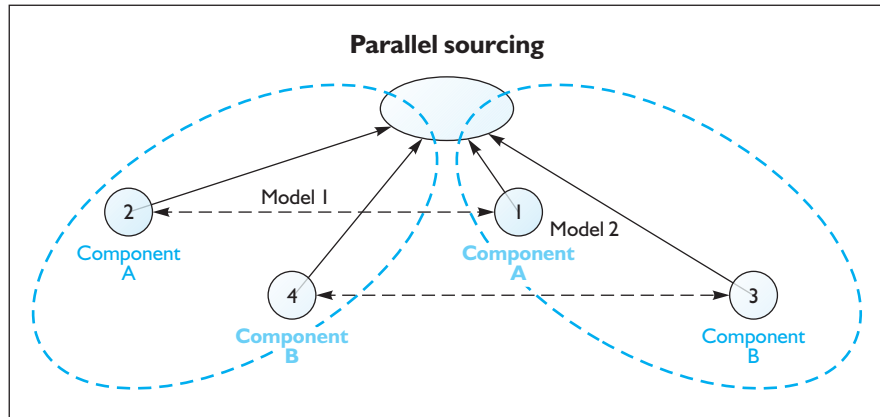 Parallel sourcing
2
Model 1
1
Model 2
Component
A
Component
A
4
3
Component
B
Component
B